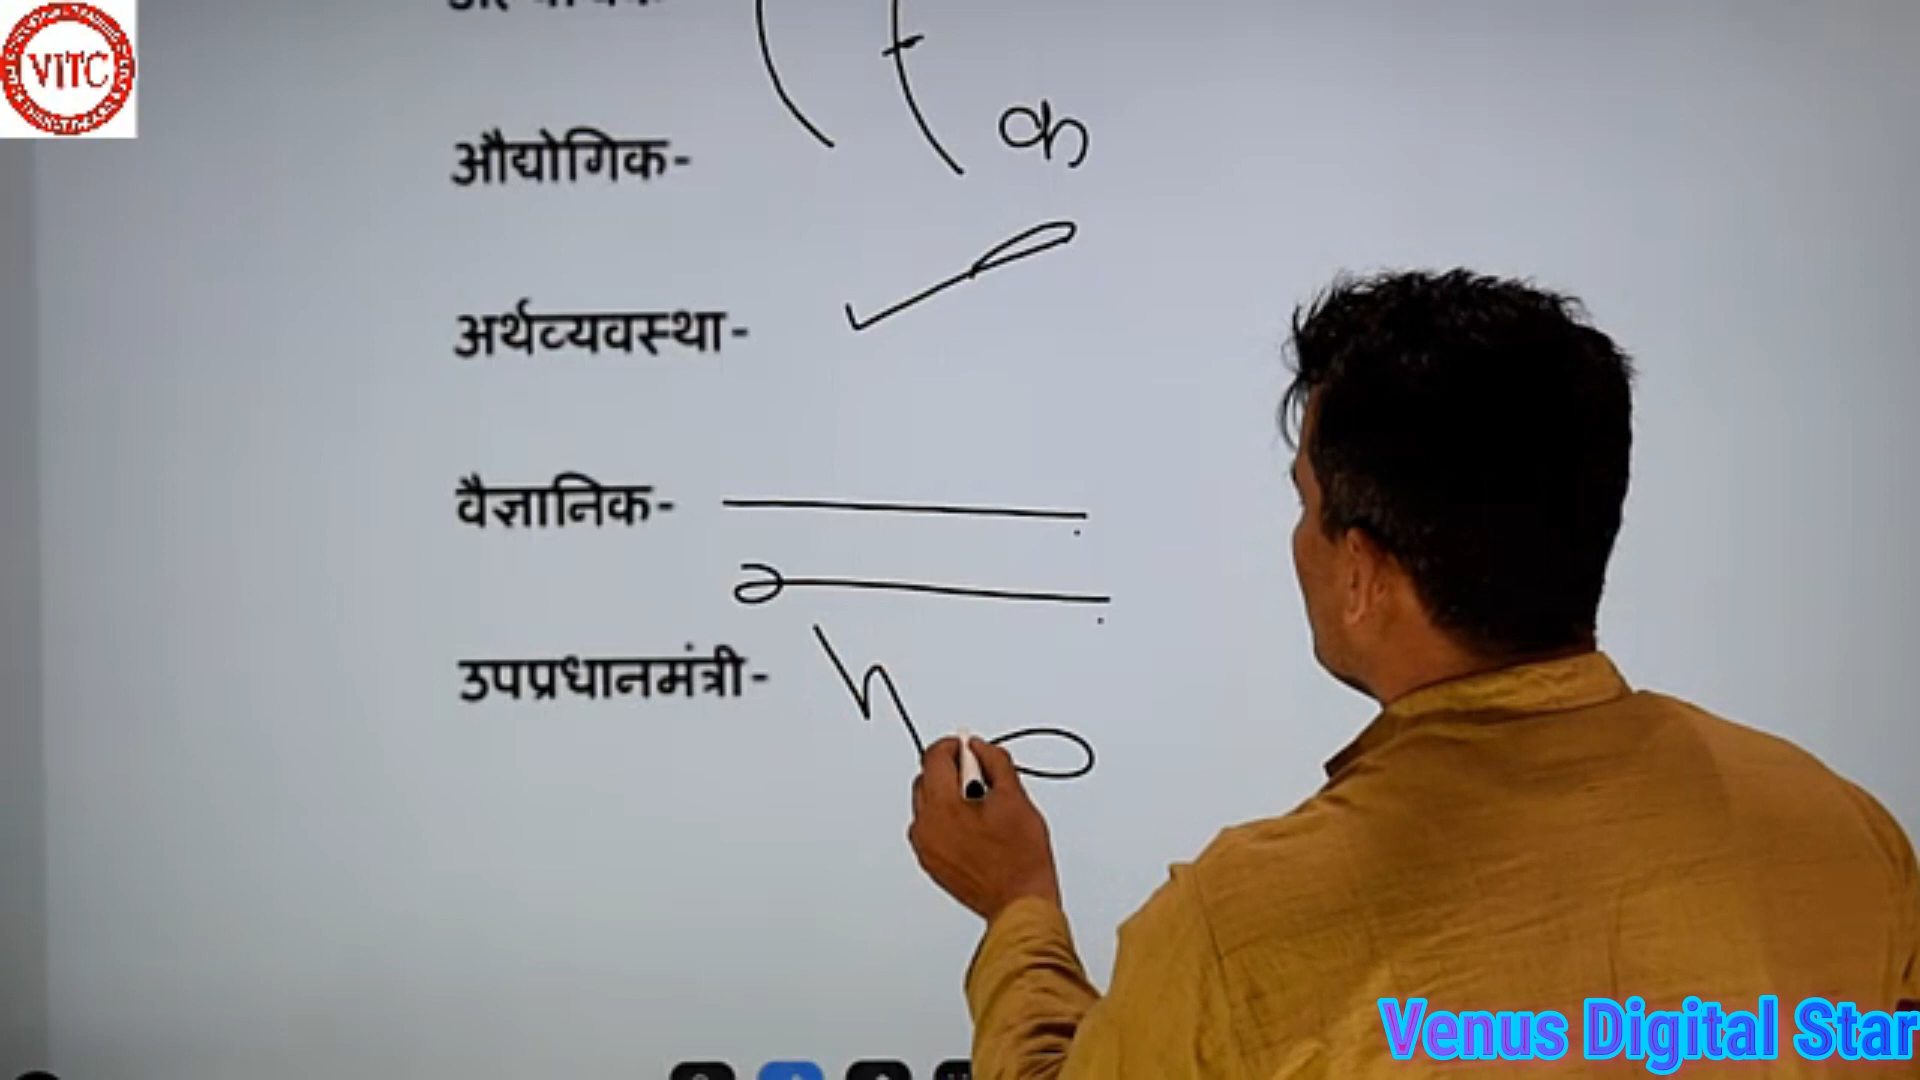 VITC
क
औद्योगिक-
अर्थव्यवस्था-
वैज्ञानिक-
उपप्रधानमंत्री-
Venus Digital Star